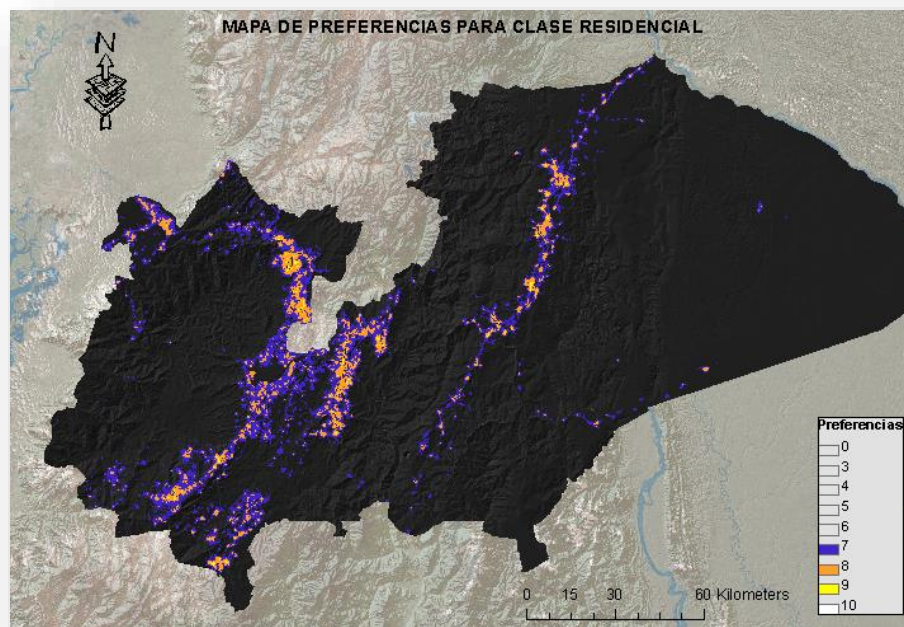 MAPA DE PREFERENCIAS PARA CLASE RESIDENCIAL
N
Preferencias
0
3
4
5
6
7
8
9
10
0 15 30 60 Kilometers